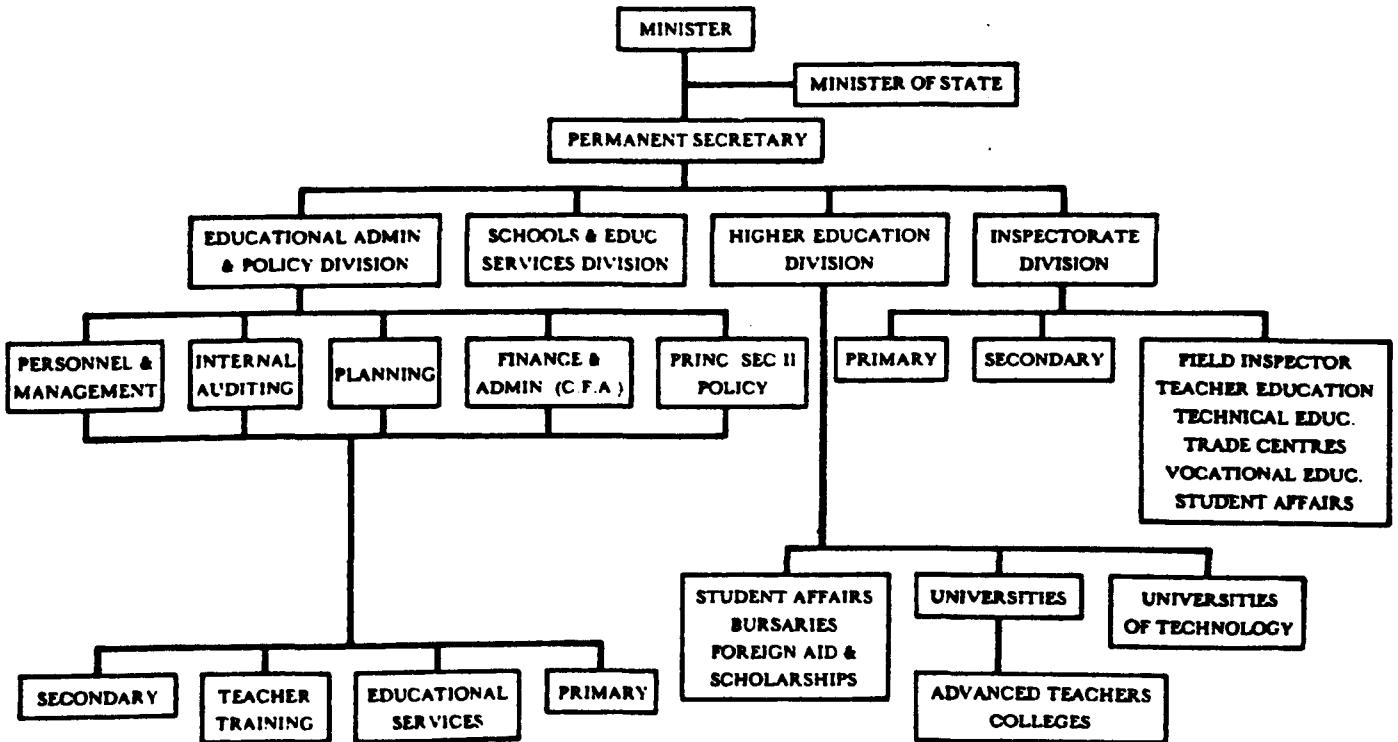 MINISTER
MINISTER OF STATE
PERMANENT SECRETARY
EDUCATIONAL ADMIN
& POLICY DIVISION
SCHOOLS & EDUC
SERVICES DIVISION
HIGHER EDUCATION
DIVISION
INSPECTORATE
DIVISION
PERSONNEL &
MANAGEMENT
INTERNAL
AUDITING
PLANNING
FINANCE &
ADMIN (C.F.A)
PRINC SEC II
POLICY
PRIMARY
SECONDARY
FIELD INSPECTOR
TEACHER EDUCATION
TECHNICAL EDUC.
TRADE CENTRES
VOCATIONAL EDUC.
STUDENT AFFAIRS
STUDENT AFFAIRS
BURSARIES
FOREIGN AID &
SCHOLARSHIPS
UNIVERSITIES
UNIVERSITIES
OF TECHNOLOGY
ADVANCED TEACHERS
COLLEGES
SECONDARY
TEACHER
TRAINING
EDUCATIONAL
SERVICES
PRIMARY